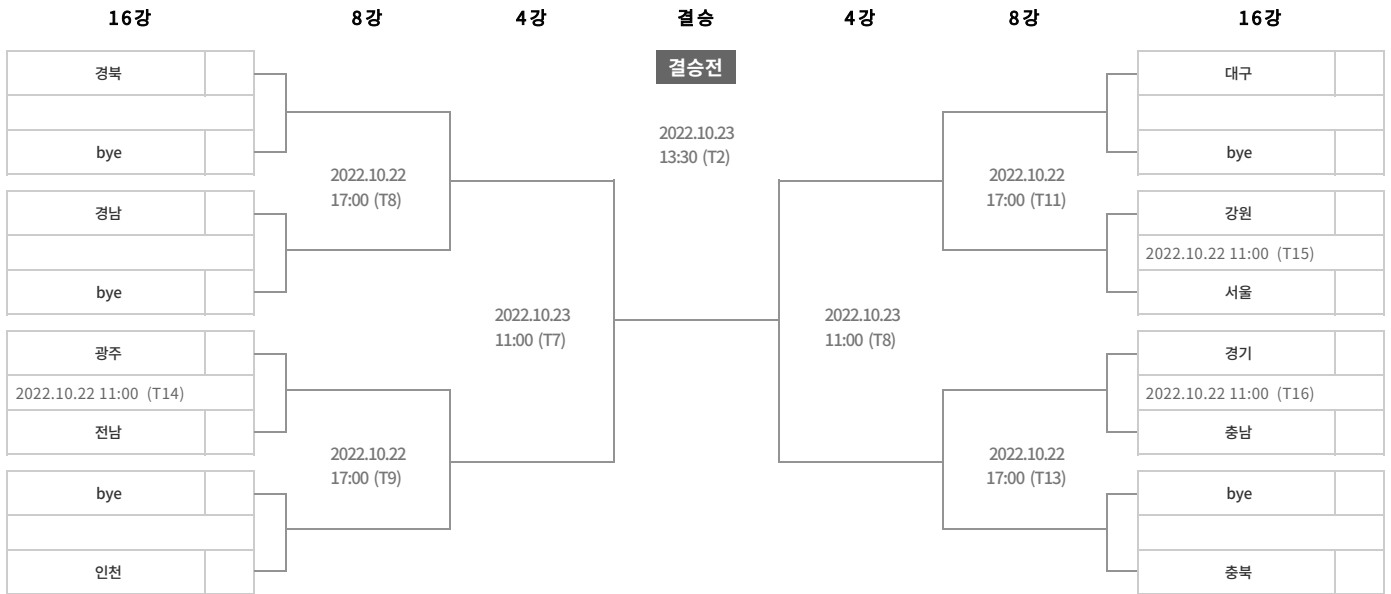 16강 8강 4강 결승 4강 8강 16강
결승전
경북
bye
경남
bye
광주
2022.10.22 11:00 (T14)
전남
bye
인천
2022.10.22
17:00 (T8)
2022.10.22
17:00 (T9)
2022.10.23
11:00 (T7)
2022.10.23
13:30 (T2)
2022.10.23
11:00 (T8)
2022.10.22
17:00 (T11)
2022.10.22
17:00 (T13)
대구
bye
강원
2022.10.22 11:00 (T15)
서울
경기
2022.10.22 11:00 (T16)
충남
bye
충북